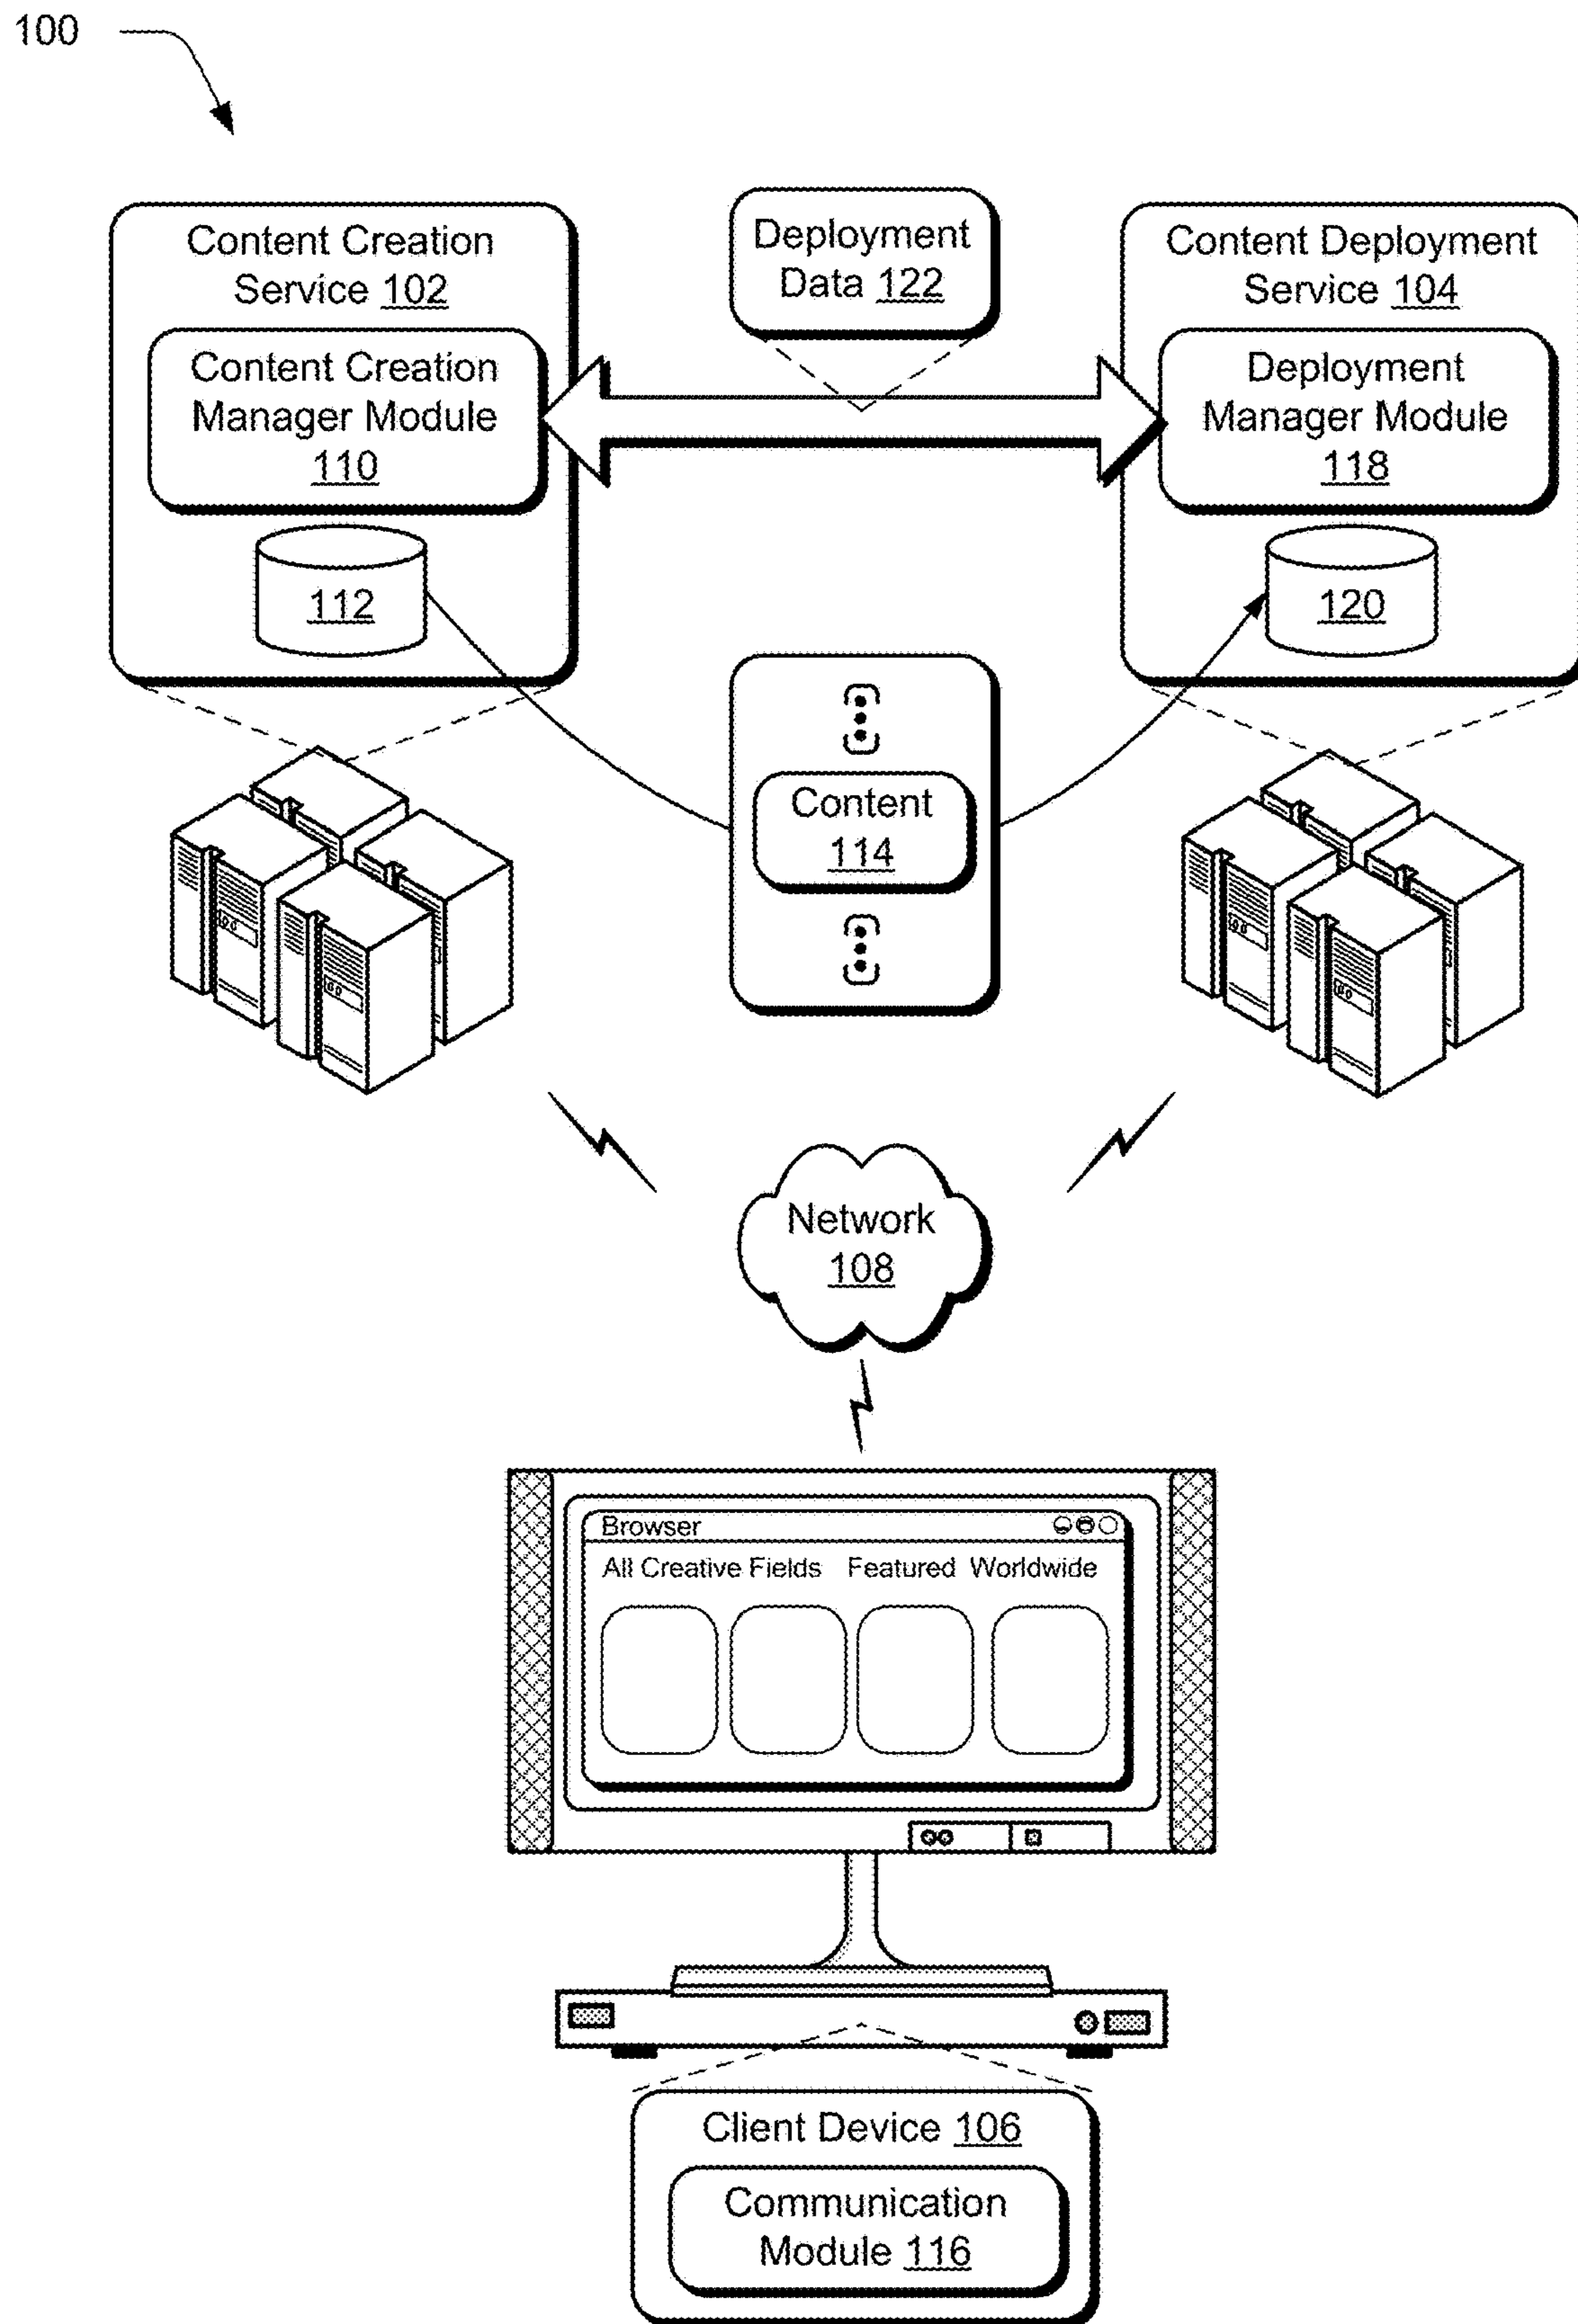 100
Content Creation
Service 102
Content Creation
Manager Module
110
112
Deployment
Data 122
Content Deployment
Service 104
Deployment
Manager Module
118
120
Content
114
Network
108
Browser
All Creative Fields Featured Worldwide
Client Device 106
Communication
Module 116